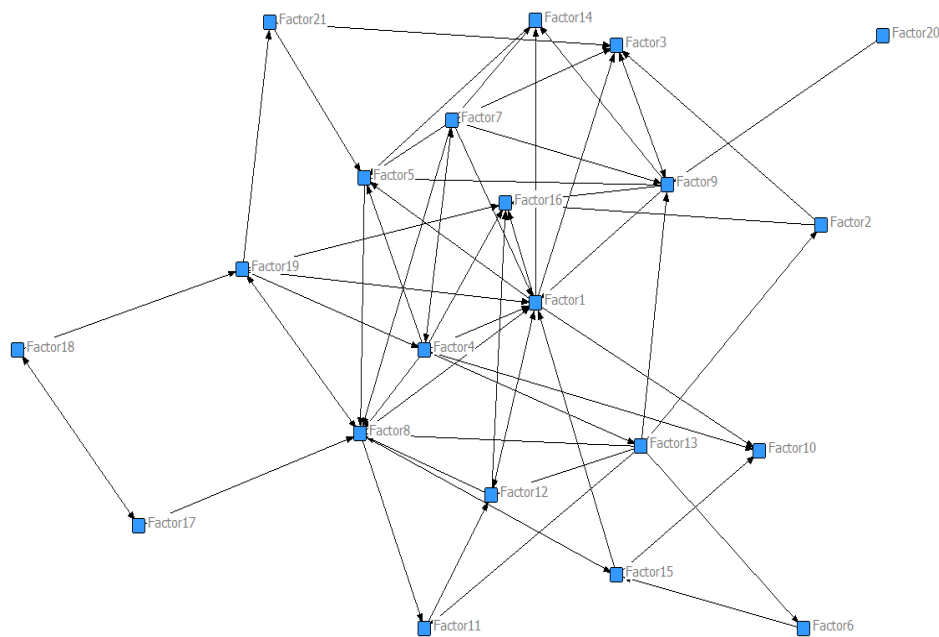 Factor21
Factor14
Factor20
Factor3
Factor7
Factor5
Factor9
Factor16
Factor2
Factor19
Factor1
Factor18
Factor4
Factor8
Factor13
Factor10
Factor12
Factor17
Factor15
Factor11
Factor6